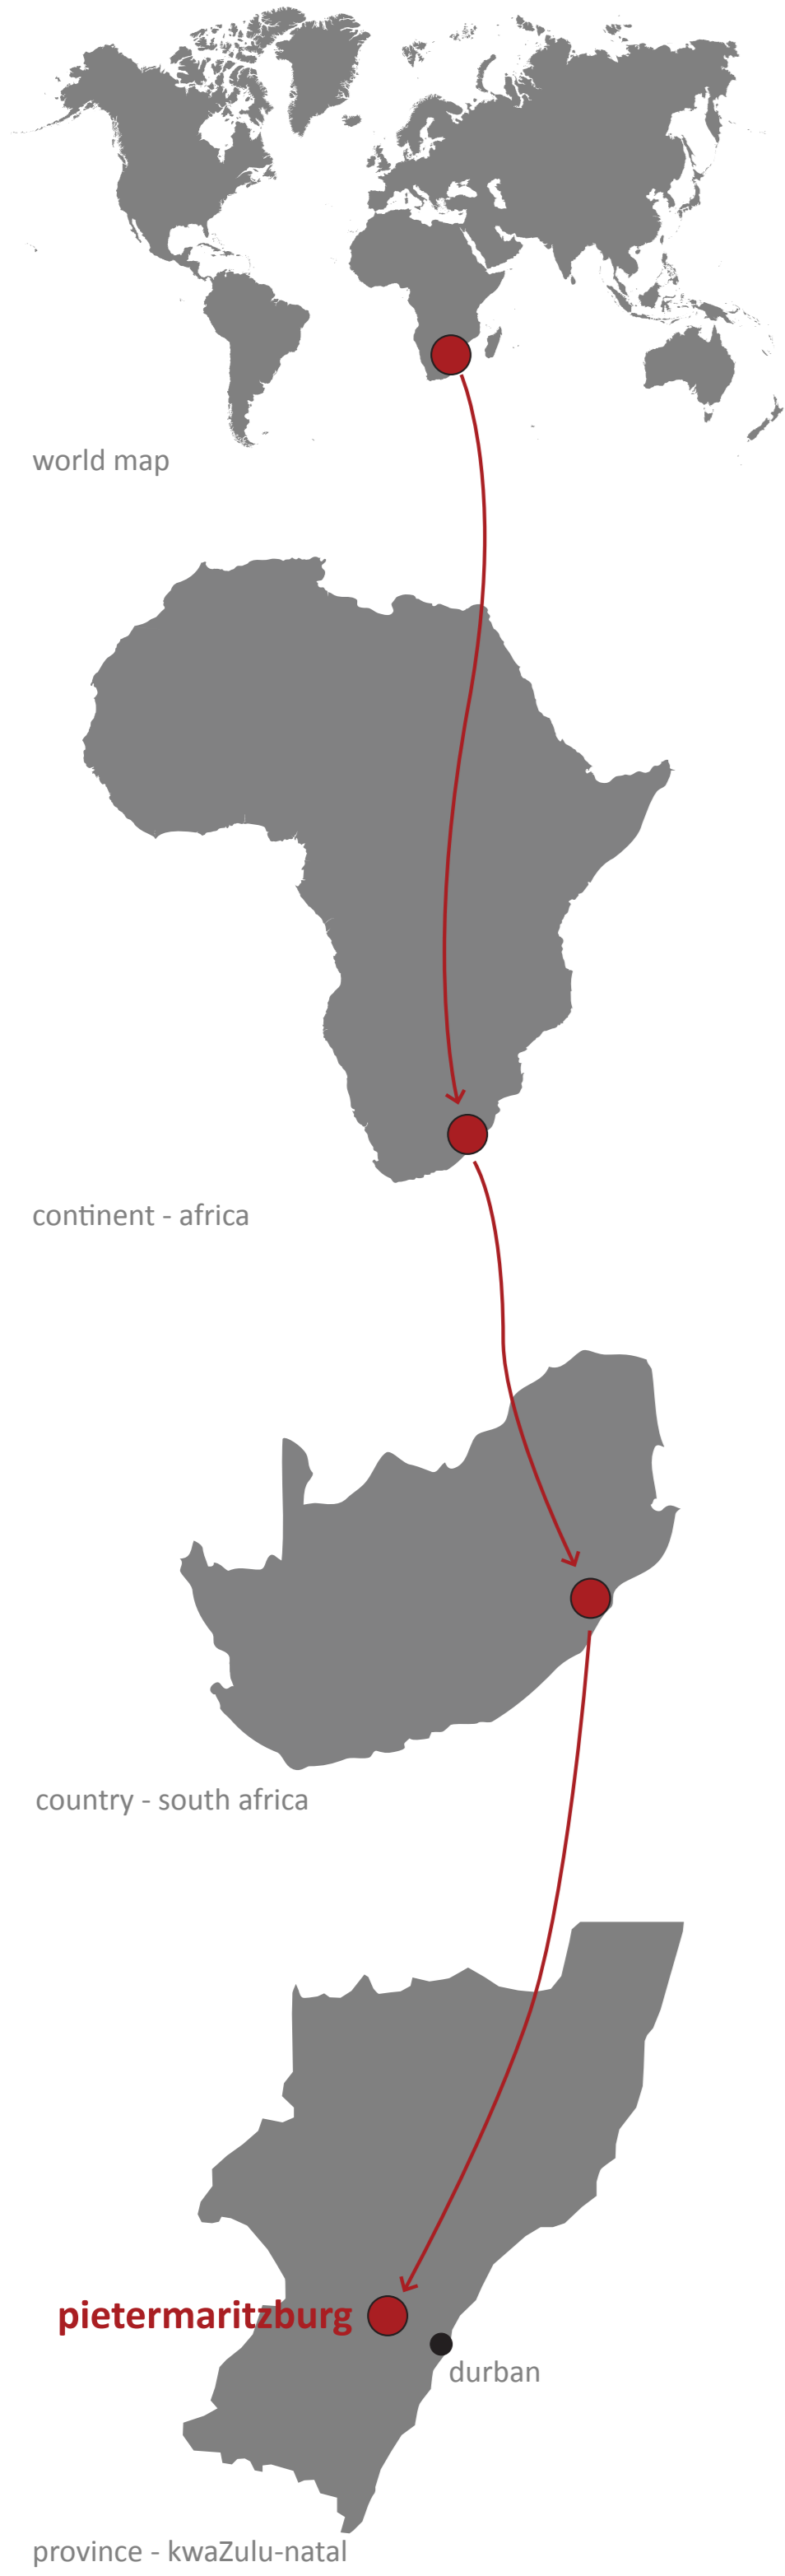 world map
continent - africa
country - south africa
pietermaritzburg
durban
province - kwaZulu-natal